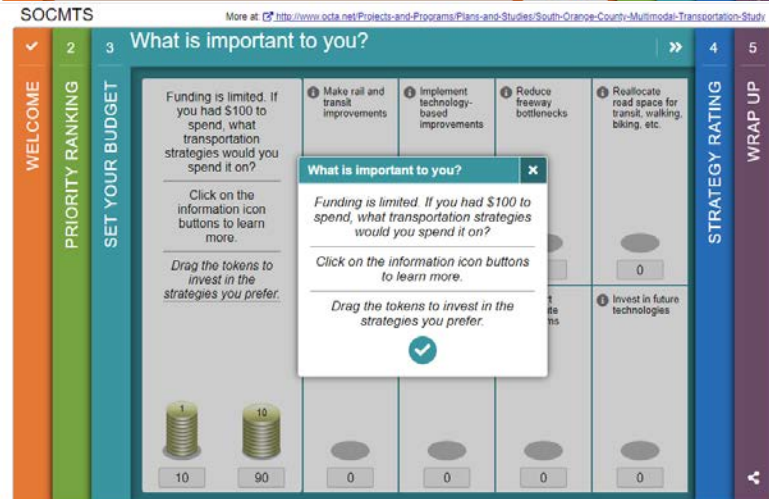 SOCMTS
More at: http://www.octa.net/Projects-and-Programs/Plans-and-Studies/South-Orange-County-Multimodal-Transportation-Study
WELCOME
2
PRIORITY RANKING
3
SET YOUR BUDGET
What is important to you?
Funding is limited. If
you had $100 to
spend, what
transportation
strategies would you
spend it on?
Click on the
information icon
buttons to learn
more.
Drag the tokens to
invest in the
strategies you prefer.
1
10
10
90
Make rail and
transit
improvements
Implement
technology-
based
improvements
Reduce
freeway
bottlenecks
Reallocate
road space for
transit, walking,
biking, etc.
0
What is important to you?
Funding is limited. If you had $100 to
spend, what transportation strategies
would you spend it on?
Click on the information icon buttons
to learn more.
Drag the tokens to invest in the
strategies you prefer.
Invest in future
technologies
0
0
0
0
4
STRATEGY RATING
5
WRAP UP